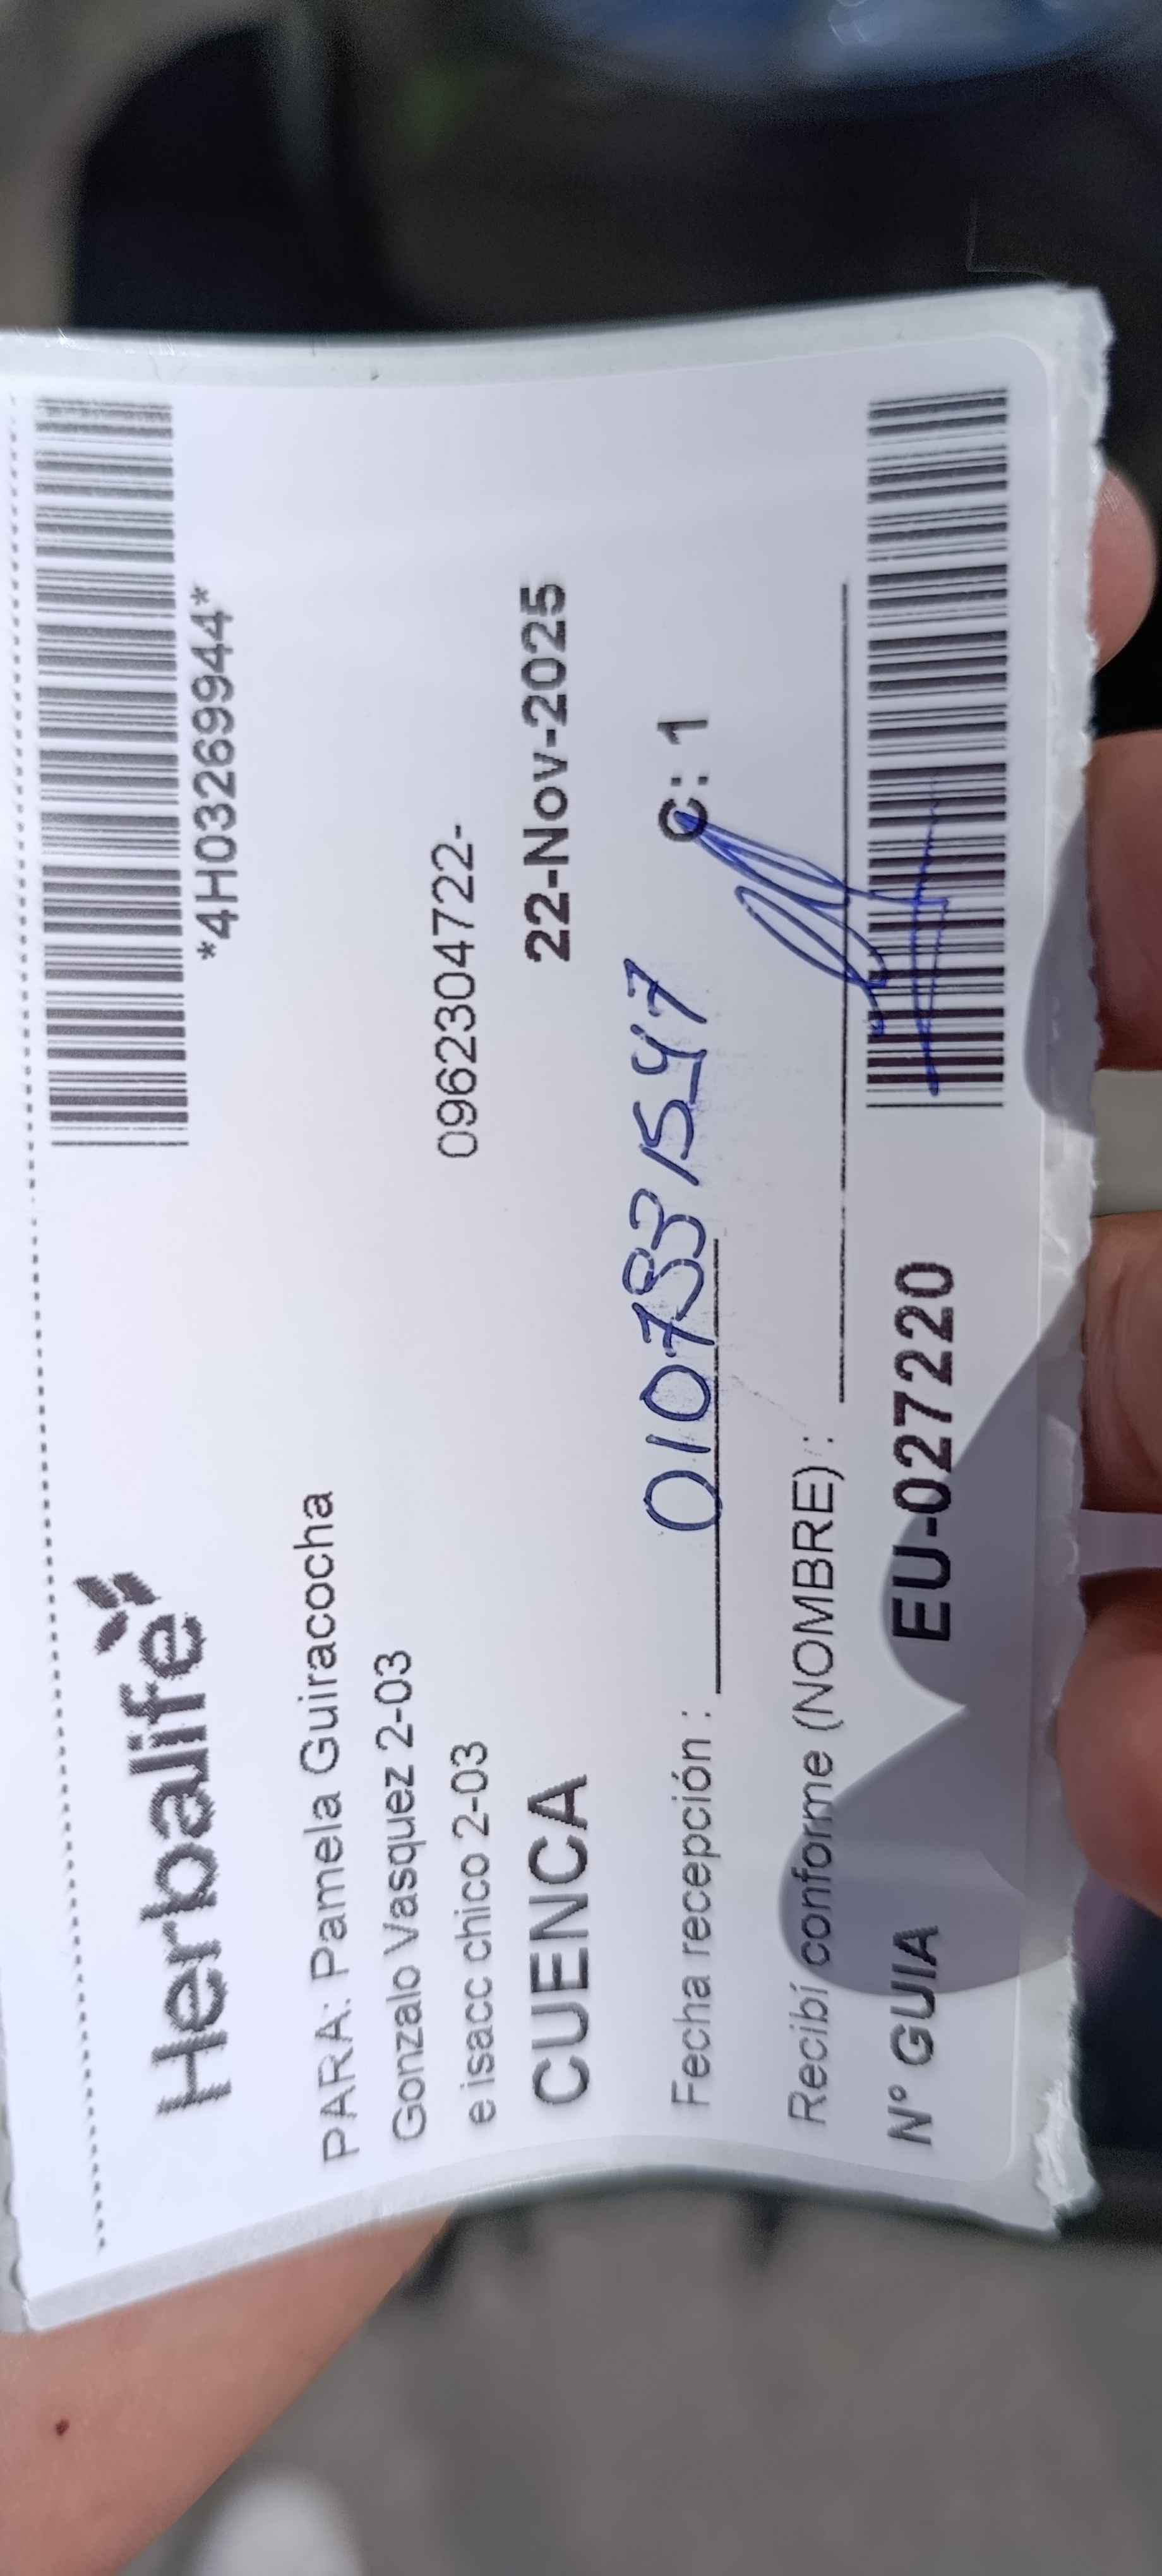 Herbalife
*4H03269944*
PARA: Pamela Guiracocha
Gonzalo Vasquez 2-03
e isacc chico 2-03
0962304722-
CUENCA
22-Nov-2025
Fecha recepción :
0107831547
C: 1
Recibí conforme (NOMBRE) :
N° GUIA
EU-027220